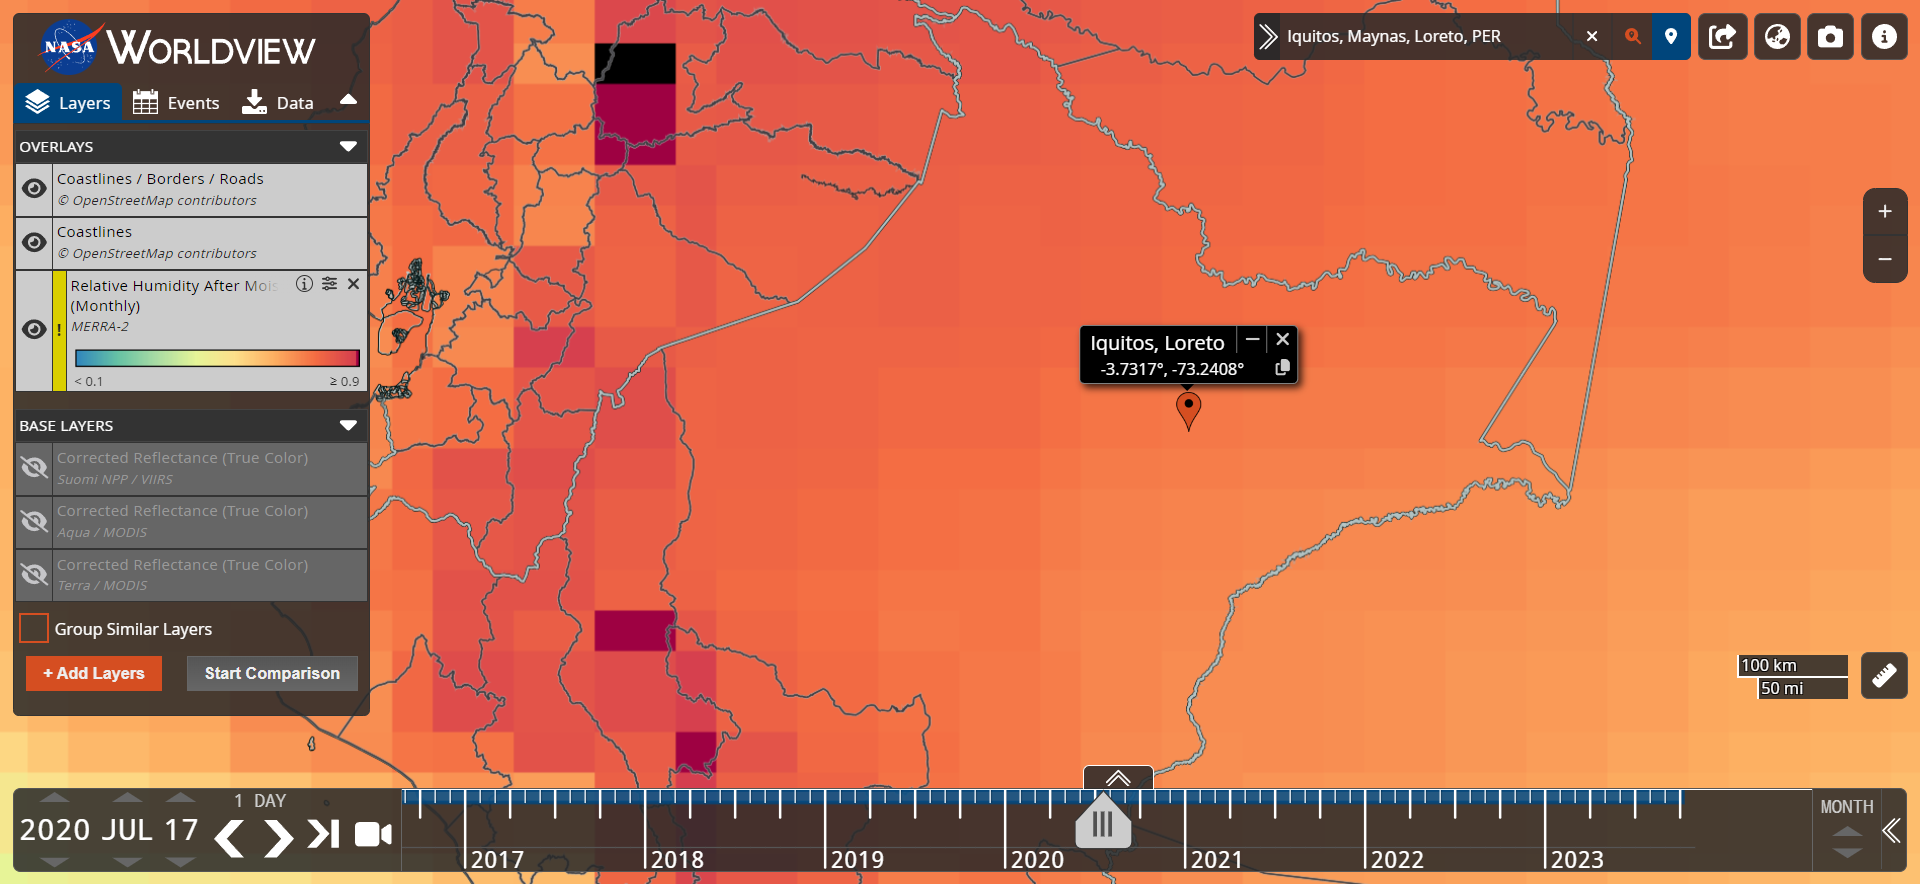 NASA WORLDVIEW
Layers
Events
Data
OVERLAYS
Coastlines / Borders / Roads
© OpenStreetMap contributors
Coastlines
© OpenStreetMap contributors
Relative Humidity After Mois
(Monthly)
MERRA-2
!
< 0.1
≥ 0.9
BASE LAYERS
Corrected Reflectance (True Color)
Suomi NPP / VIIRS
Corrected Reflectance (True Color)
Aqua / MODIS
Corrected Reflectance (True Color)
Terra / MODIS
Group Similar Layers
+ Add Layers
Start Comparison
Iquitos, Maynas, Loreto, PER
Iquitos, Loreto
-3.7317°, -73.2408°
+
−
100 km
50 mi
1 DAY
2020 JUL 17
2017
2018
2019
2020
2021
2022
2023
MONTH